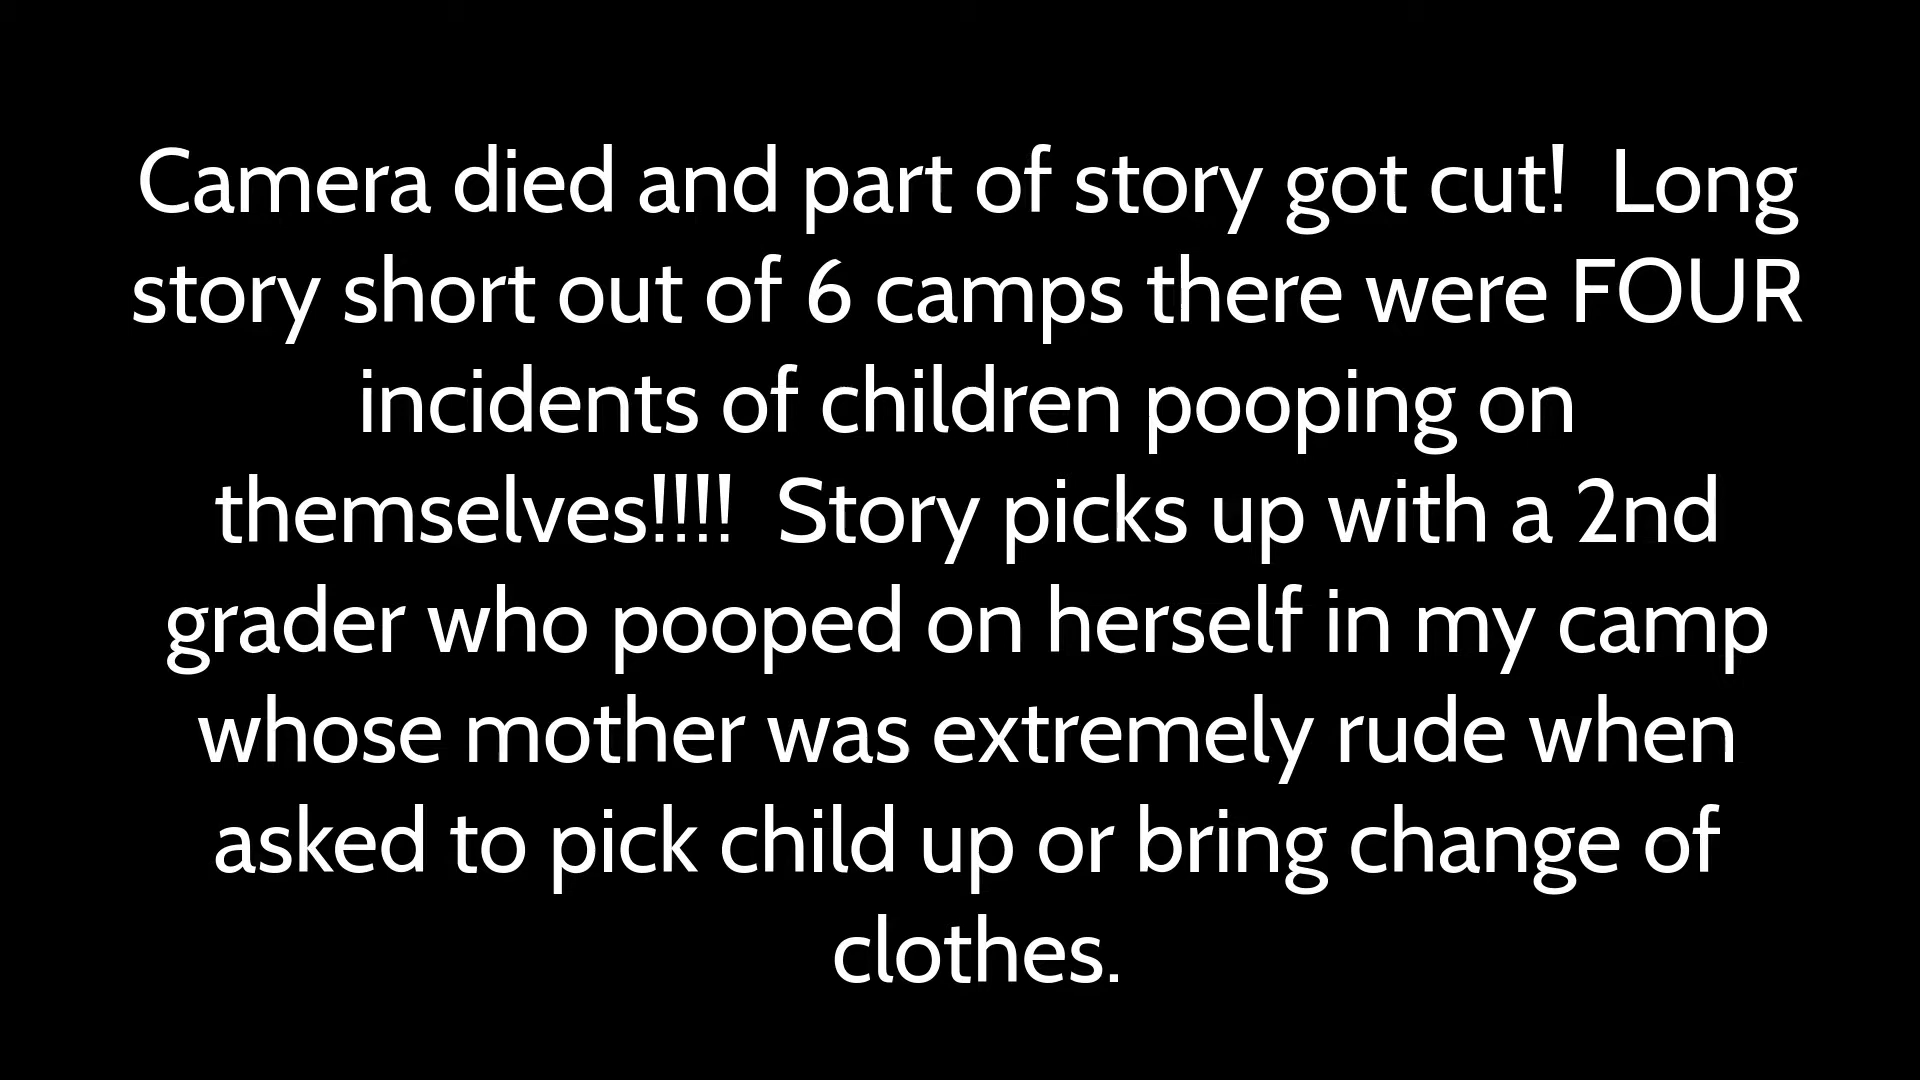 Camera died and part of story got cut!  Long
story short out of 6 camps there were FOUR
incidents of children pooping on
themselves!!!!  Story picks up with a 2nd
grader who pooped on herself in my camp
whose mother was extremely rude when
asked to pick child up or bring change of
clothes.